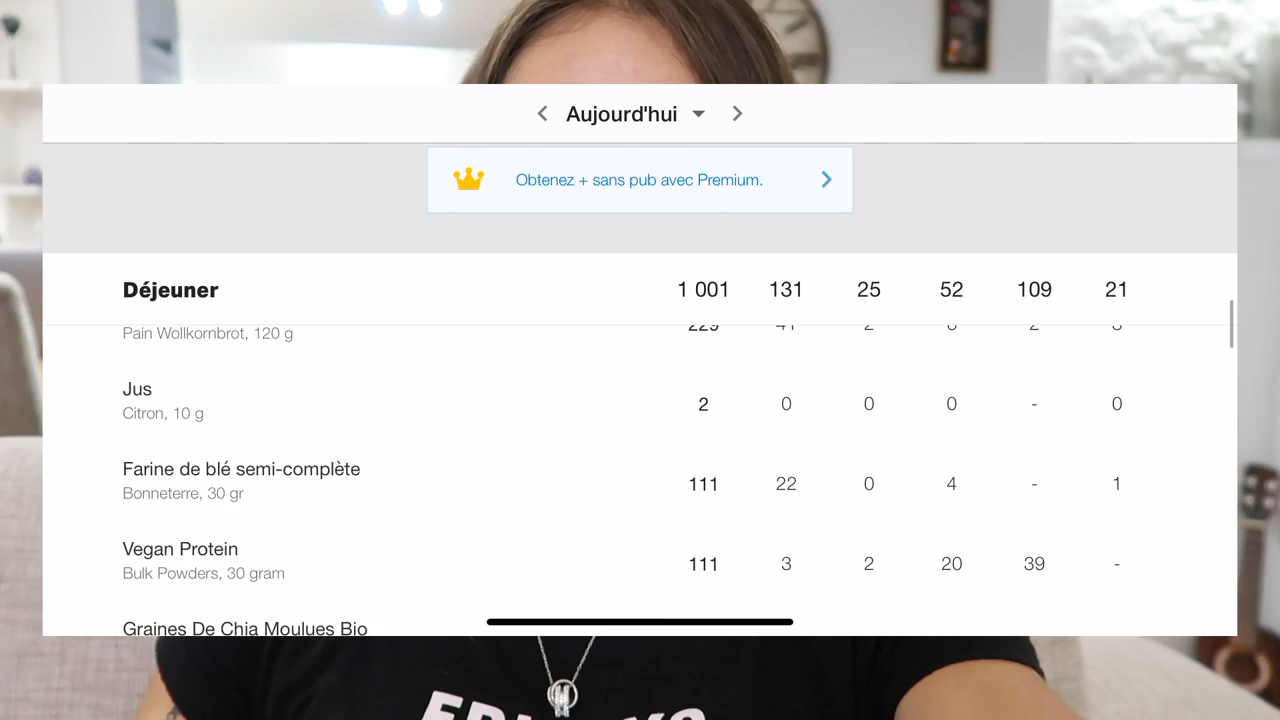 Aujourd'hui
Obtenez + sans pub avec Premium.
Déjeuner 1 001 131 25 52 109 21
Pain Wollkornbrot, 120 g 229
Jus
Citron, 10 g
2 0 0 0 - 0
Farine de blé semi-complète
Bonneterre, 30 gr
111 22 0 4 - 1
Vegan Protein
Bulk Powders, 30 gram
111 3 2 20 39 -
Graines De Chia Moulues Bio